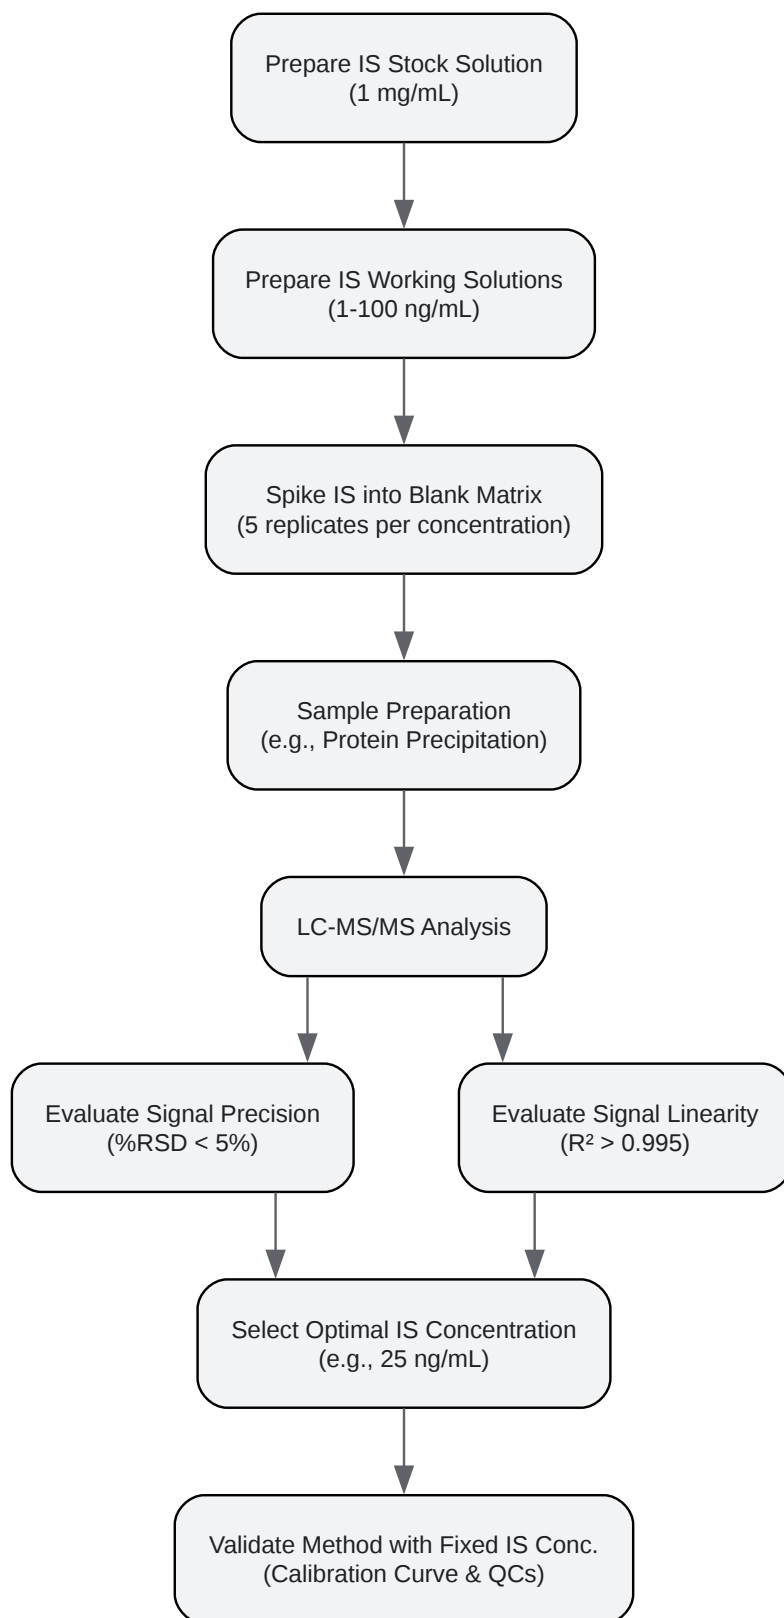 Prepare IS Stock Solution
(1 mg/mL)
Prepare IS Working Solutions
(1-100 ng/mL)
Spike IS into Blank Matrix
(5 replicates per concentration)
Sample Preparation
(e.g., Protein Precipitation)
LC-MS/MS Analysis
Evaluate Signal Precision
(%RSD < 5%)
Evaluate Signal Linearity
(R² > 0.995)
Select Optimal IS Concentration
(e.g., 25 ng/mL)
Validate Method with Fixed IS Conc.
(Calibration Curve & QCs)